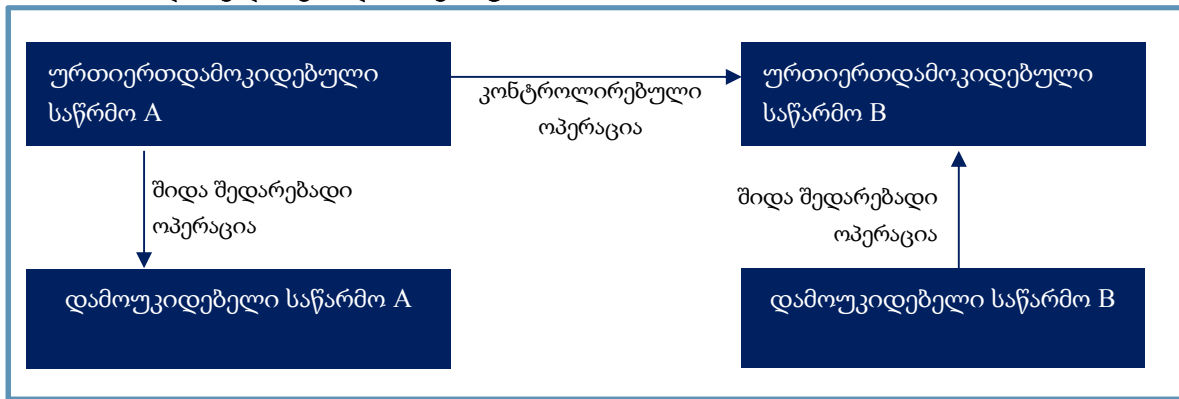 ურთიერთდამოკიდებული
საწრმო A
კონტროლირებული
ოპერაცია
ურთიერთდამოკიდებული
საწარმო B
შიდა შედარებადი
ოპერაცია
შიდა შედარებადი
ოპერაცია
დამოუკიდებელი საწარმო A
დამოუკიდებელი საწარმო B